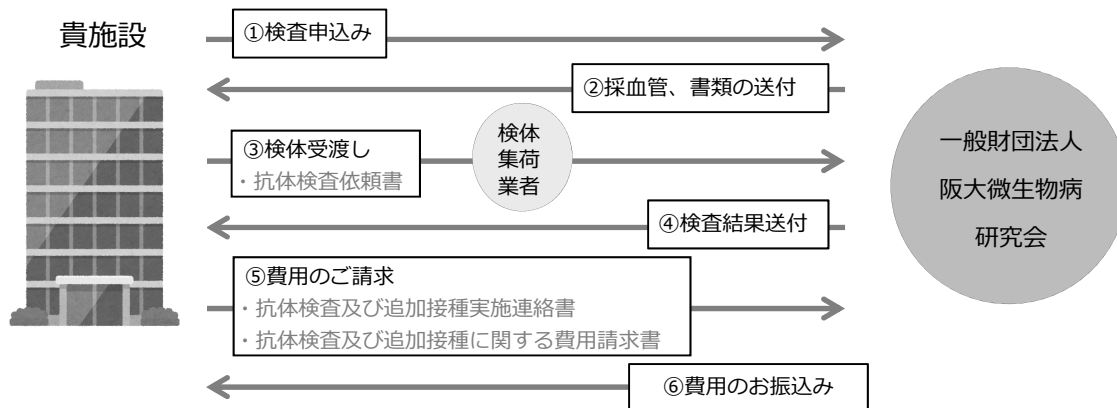 貴施設
①検査申込み
②採血管、書類の送付
検体
集荷
業者
③検体受渡し
・抗体検査依頼書
一般財団法人
阪大微生物病
研究会
④検査結果送付
⑤費用のご請求
・抗体検査及び追加接種実施連絡書
・抗体検査及び追加接種に関する費用請求書
⑥費用のお振込み